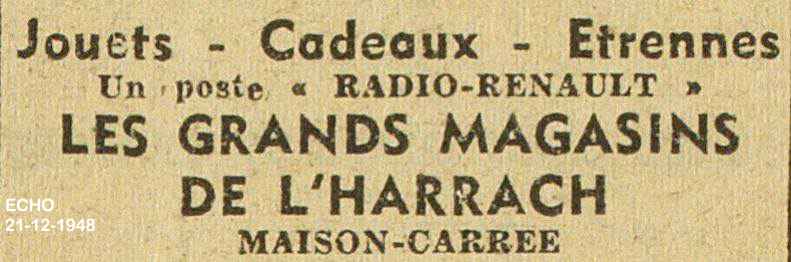 Jouets - Cadeaux - Etrennes
Un poste « RADIO-RENAULT »
LES GRANDS MAGASINS
DE L'HARRACH
MAISON-CARREE
ECHO
21-12-1948